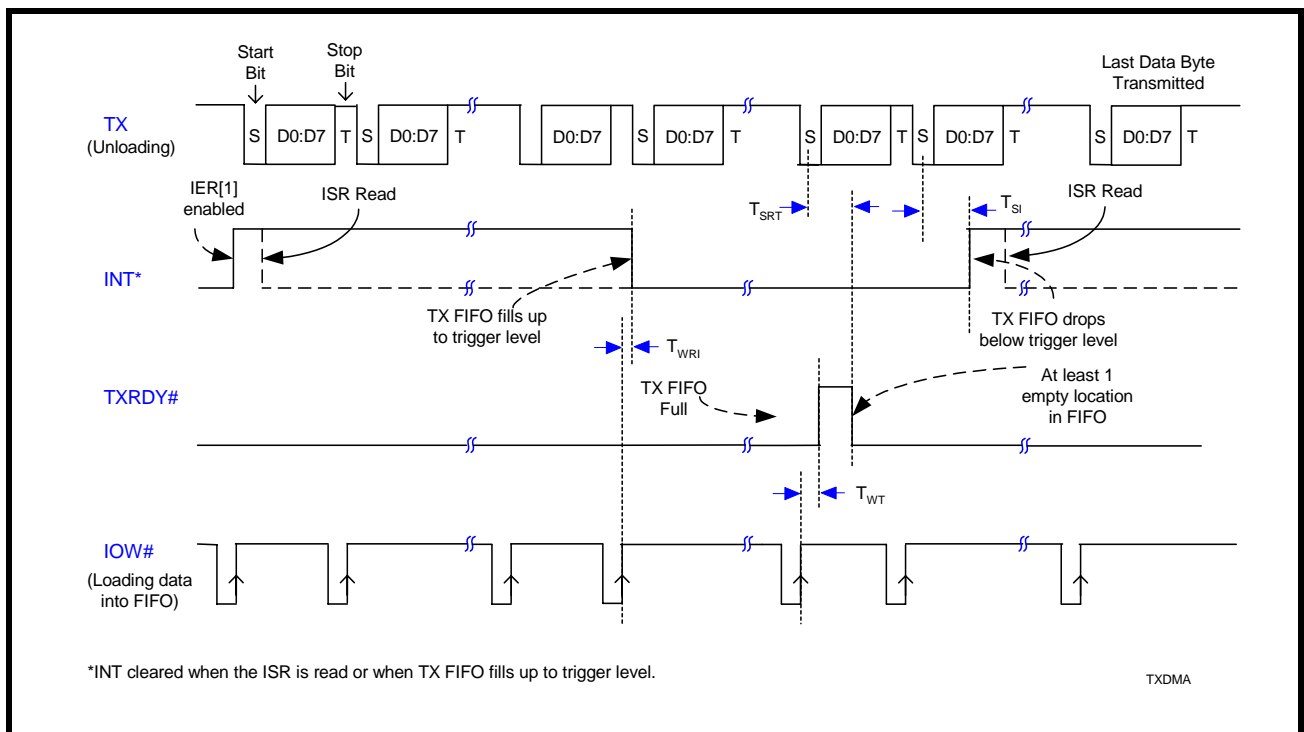 Start
Bit
Stop
Bit
Last Data Byte
Transmitted
TX
(Unloading)
S D0:D7 T S D0:D7 T D0:D7 S D0:D7 T S D0:D7 T S D0:D7 T S D0:D7 T
IER[1]
enabled
ISR Read
TSRT
TSI
ISR Read
INT*
TX FIFO fills up
to trigger level
TX FIFO drops
below trigger level
TWRI
TXRDY#
TX FIFO
Full
At least 1
empty location
in FIFO
TWT
IOW#
(Loading data
into FIFO)
*INT cleared when the ISR is read or when TX FIFO fills up to trigger level.
TXDMA